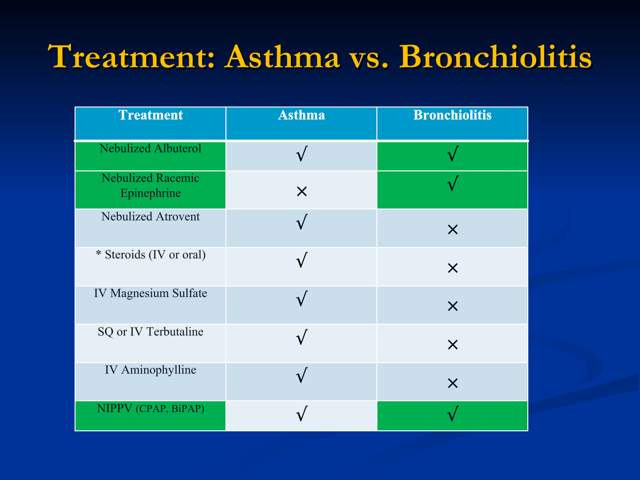 Treatment: Asthma vs. Bronchiolitis
Treatment Asthma Bronchiolitis
Nebulized Albuterol √ √
Nebulized Racemic
Epinephrine × √
Nebulized Atrovent √ ×
* Steroids (IV or oral) √ ×
IV Magnesium Sulfate √ ×
SQ or IV Terbutaline √ ×
IV Aminophylline √ ×
NIPPV (CPAP, BiPAP) √ √